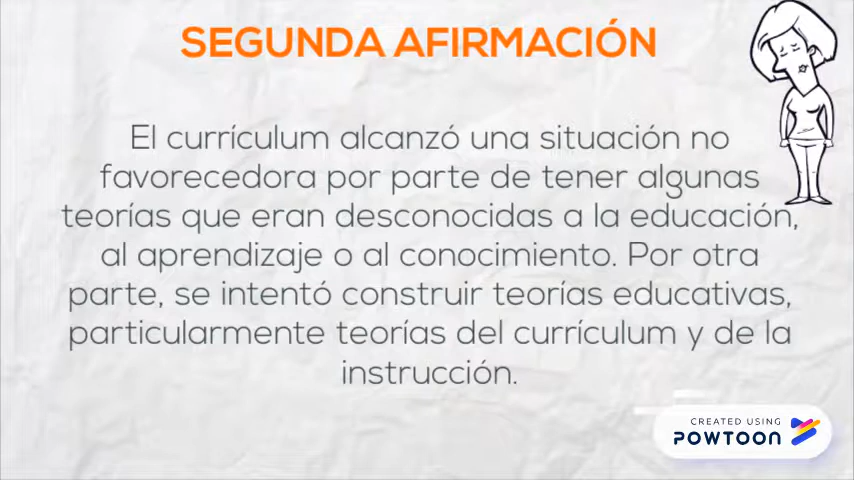 SEGUNDA AFIRMACIÓN
El currículum alcanzó una situación no
favorecedora por parte de tener algunas
teorías que eran desconocidas a la educación,
al aprendizaje o al conocimiento. Por otra
parte, se intentó construir teorías educativas,
particularmente teorías del currículum y de la
instrucción.
CREATED USING
POWTOON